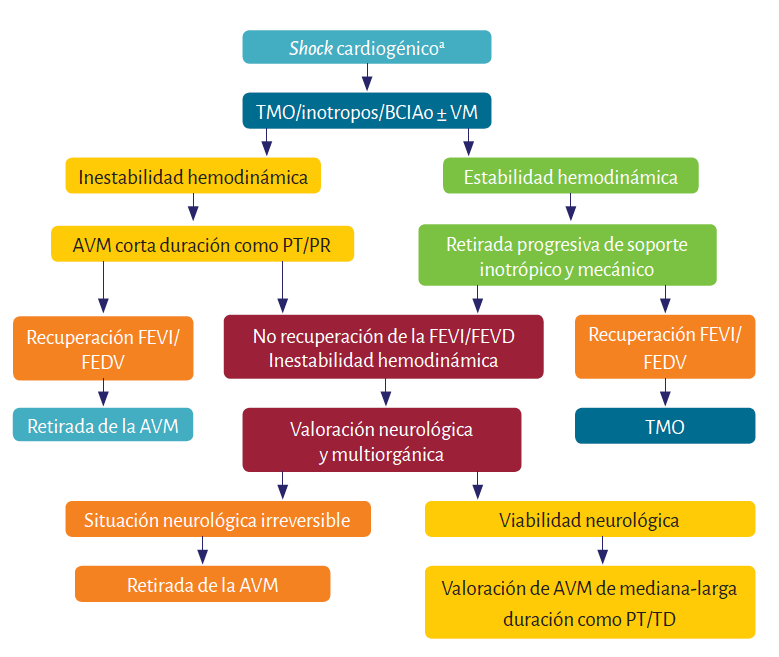 Shock cardiogénicoª
TMO/inotropos/BCIAo ± VM
Inestabilidad hemodinámica
Estabilidad hemodinámica
AVM corta duración como PT/PR
Retirada progresiva de soporte
inotrópico y mecánico
Recuperación FEVI/
FEDV
No recuperación de la FEVI/FEVD
Inestabilidad hemodinámica
Recuperación FEVI/
FEDV
Retirada de la AVM
Valoración neurológica
y multiorgánica
TMO
Situación neurológica irreversible
Viabilidad neurológica
Retirada de la AVM
Valoración de AVM de mediana-larga
duración como PT/TD